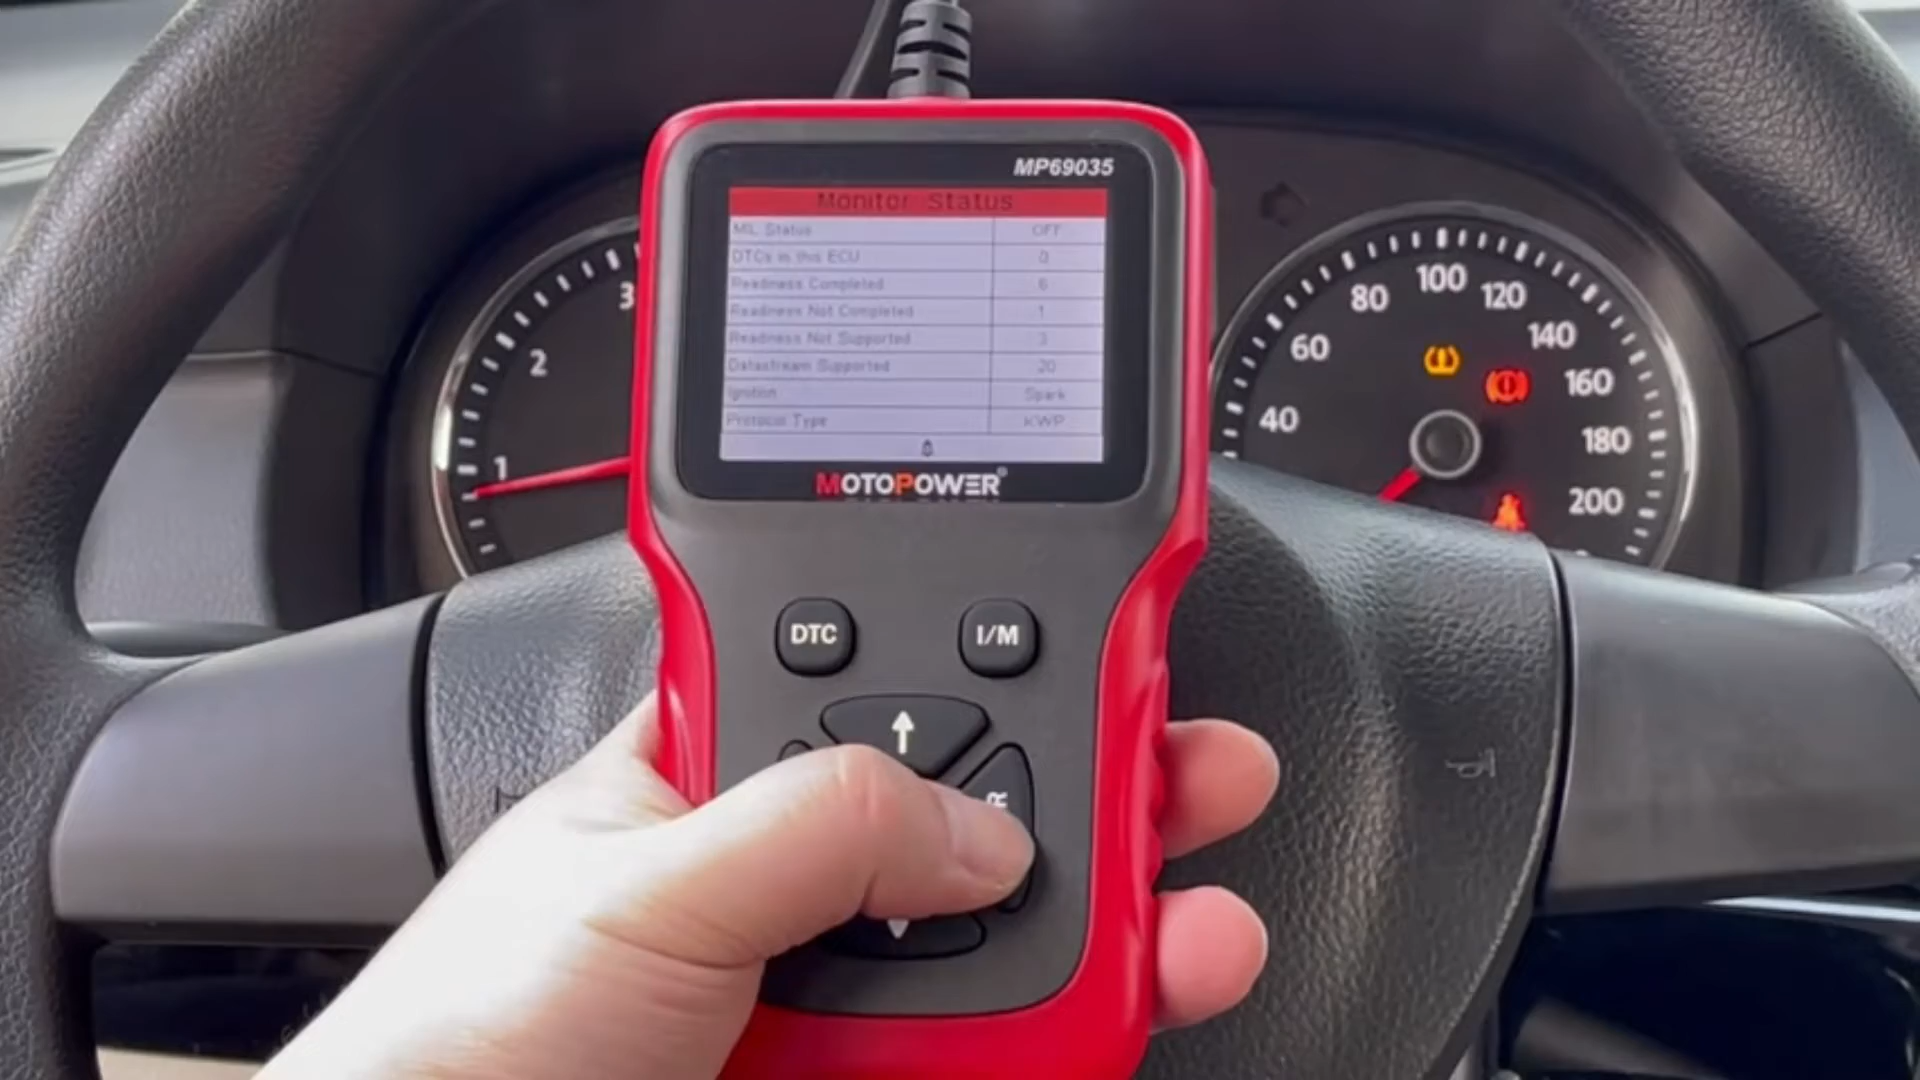 MP69035
Monitor Status
MIL Status OFF
DTCs in this ECU 0
Readiness Completed 6
Readiness Not Completed 1
Readiness Not Supported 3
Datastream Supported 20
Ignition Spark
Protocol Type KWP
MOTOPOWER®
DTC
I/M
R
1
2
3
40
60
80
100
120
140
160
180
200